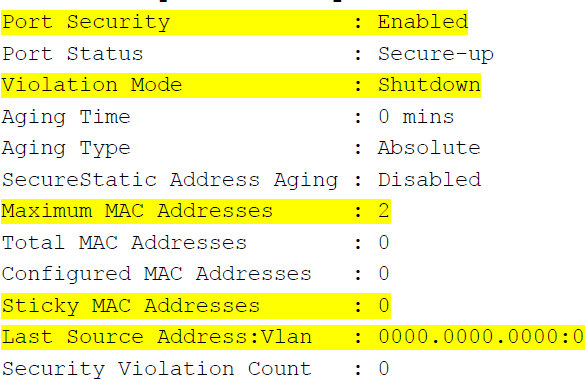 Port Security : Enabled
Port Status : Secure-up
Violation Mode : Shutdown
Aging Time : 0 mins
Aging Type : Absolute
SecureStatic Address Aging : Disabled
Maximum MAC Addresses : 2
Total MAC Addresses : 0
Configured MAC Addresses : 0
Sticky MAC Addresses : 0
Last Source Address:Vlan : 0000.0000.0000:0
Security Violation Count : 0